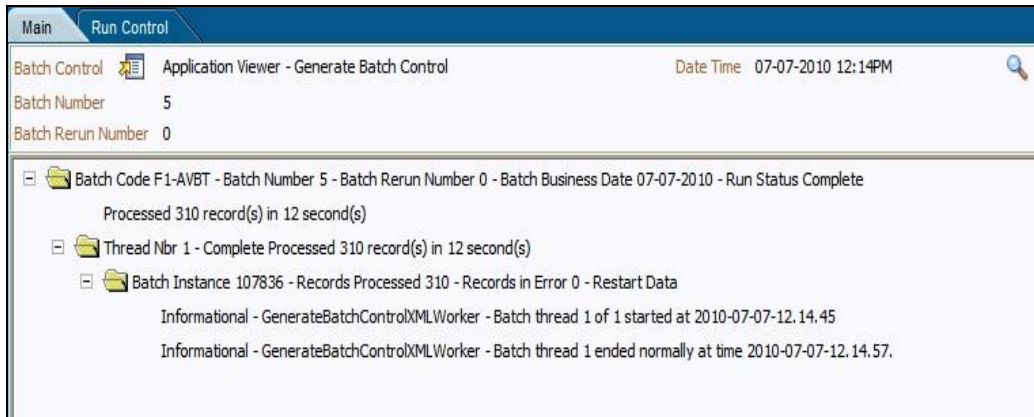 Main Run Control
Batch Control Application Viewer - Generate Batch Control Date Time 07-07-2010 12:14PM
Batch Number 5
Batch Rerun Number 0
Batch Code F1-AVBT - Batch Number 5 - Batch Rerun Number 0 - Batch Business Date 07-07-2010 - Run Status Complete
Processed 310 record(s) in 12 second(s)
Thread Nbr 1 - Complete Processed 310 record(s) in 12 second(s)
Batch Instance 107836 - Records Processed 310 - Records in Error 0 - Restart Data
Informational - GenerateBatchControlXMLWorker - Batch thread 1 of 1 started at 2010-07-07-12.14.45
Informational - GenerateBatchControlXMLWorker - Batch thread 1 ended normally at time 2010-07-07-12.14.57.